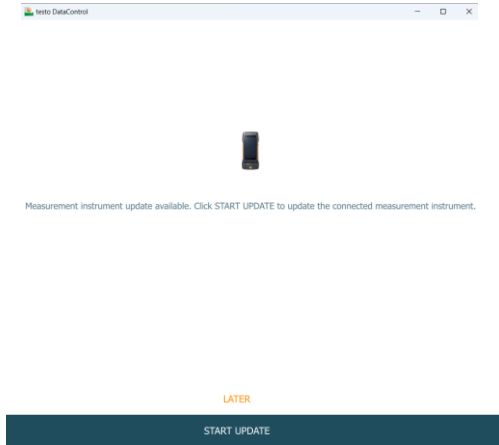 testo DataControl
Measurement instrument update available. Click START UPDATE to update the connected measurement instrument.
LATER
START UPDATE